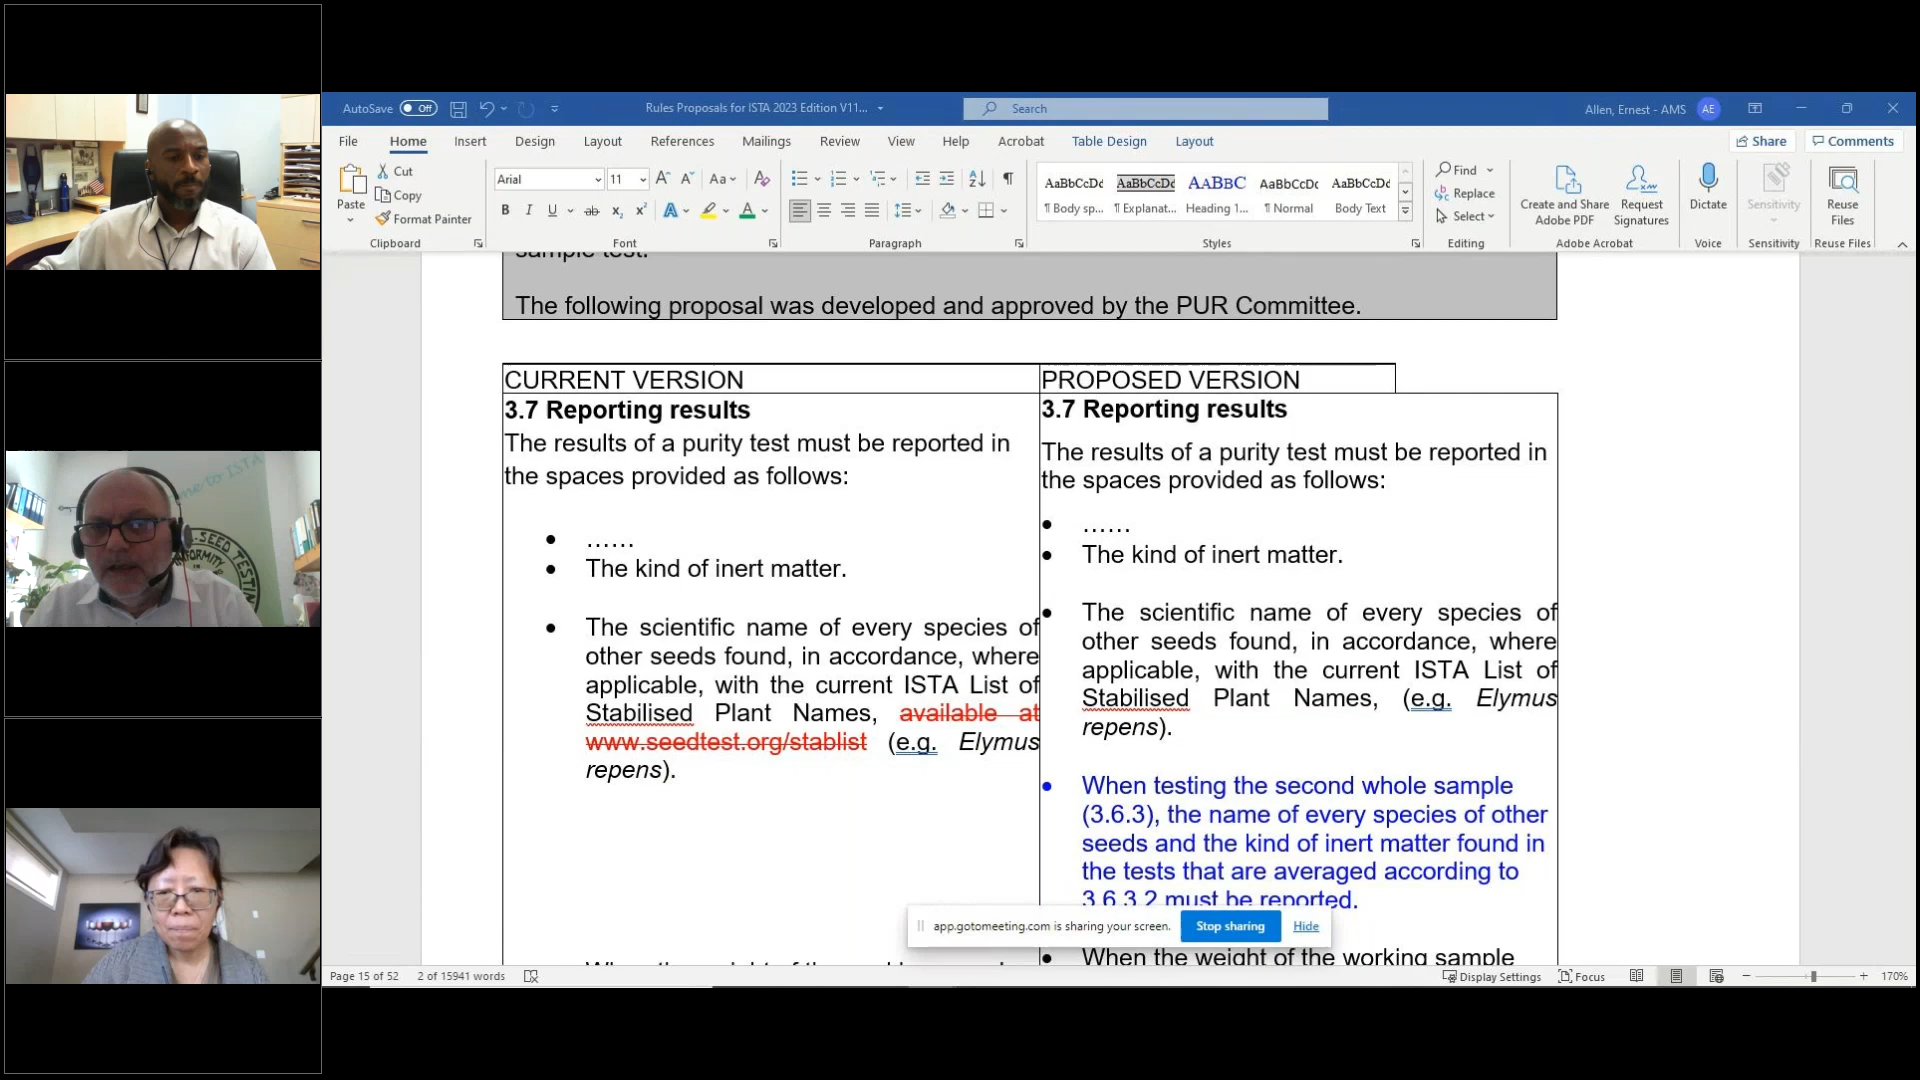 AutoSave Off
Rules Proposals for ISTA 2023 Edition V11...
Search
Allen, Ernest - AMS AE
File Home Insert Design Layout References Mailings Review View Help Acrobat Table Design Layout
Share Comments
Paste
Cut
Copy
Format Painter
Clipboard
Arial 11
Font
Paragraph
AaBbCcDd AaBbCcDd AABBC AaBbCcDc AaBbCcDc
¶ Body sp... ¶ Explanat... Heading 1... ¶ Normal Body Text
Styles
Find
Replace
Select
Editing
Create and Share
Adobe PDF
Request
Signatures
Adobe Acrobat
Dictate
Voice
Sensitivity
Sensitivity
Reuse
Files
Reuse Files
sample test.
The following proposal was developed and approved by the PUR Committee.
CURRENT VERSION
3.7 Reporting results
The results of a purity test must be reported in
the spaces provided as follows:
• ……
• The kind of inert matter.
• The scientific name of every species of
other seeds found, in accordance, where
applicable, with the current ISTA List of
Stabilised Plant Names, available at
www.seedtest.org/stablist (e.g. Elymus
repens).
PROPOSED VERSION
3.7 Reporting results
The results of a purity test must be reported in
the spaces provided as follows:
• ……
• The kind of inert matter.
• The scientific name of every species of
other seeds found, in accordance, where
applicable, with the current ISTA List of
Stabilised Plant Names, (e.g. Elymus
repens).
• When testing the second whole sample
(3.6.3), the name of every species of other
seeds and the kind of inert matter found in
the tests that are averaged according to
3.6.3.2 must be reported.
• When the weight of the working sample
app.gotomeeting.com is sharing your screen. Stop sharing Hide
Page 15 of 52 2 of 15941 words
Display Settings Focus 170%
to ISTA
SEED TESTING